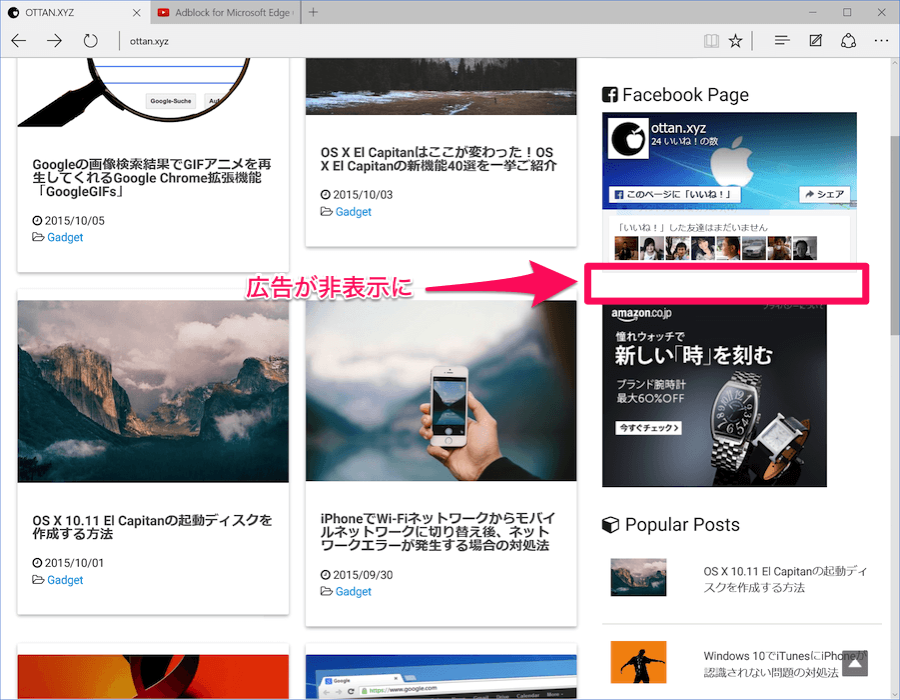 OTTAN.XYZ
Adblock for Microsoft Edge
ottan.xyz
Google-Suche
Googleの画像検索結果でGIFアニメを再
生してくれるGoogle Chrome拡張機能
「GoogleGIFs」
2015/10/05
Gadget
OS X El Capitanはここが変わった！OS
X El Capitanの新機能40選を一挙ご紹介
2015/10/03
Gadget
Facebook Page
ottan.xyz
24 いいね！の数
このページに「いいね！」
シェア
「いいね！」した友達はまだいません
広告が非表示に
amazon.co.jp
憧れウォッチで
新しい「時」を刻む
ブランド腕時計
最大60%OFF
今すぐチェック
OS X 10.11 El Capitanの起動ディスクを
作成する方法
2015/10/01
Gadget
iPhoneでWi-Fiネットワークからモバイ
ルネットワークに切り替え後、ネット
ワークエラーが発生する場合の対処法
2015/09/30
Gadget
Popular Posts
OS X 10.11 El Capitanの起動ディ
スクを作成する方法
Windows 10でiTunesにiPhoneが
認識されない問題の対処法
Google
https://www.google.com
Calendar
More